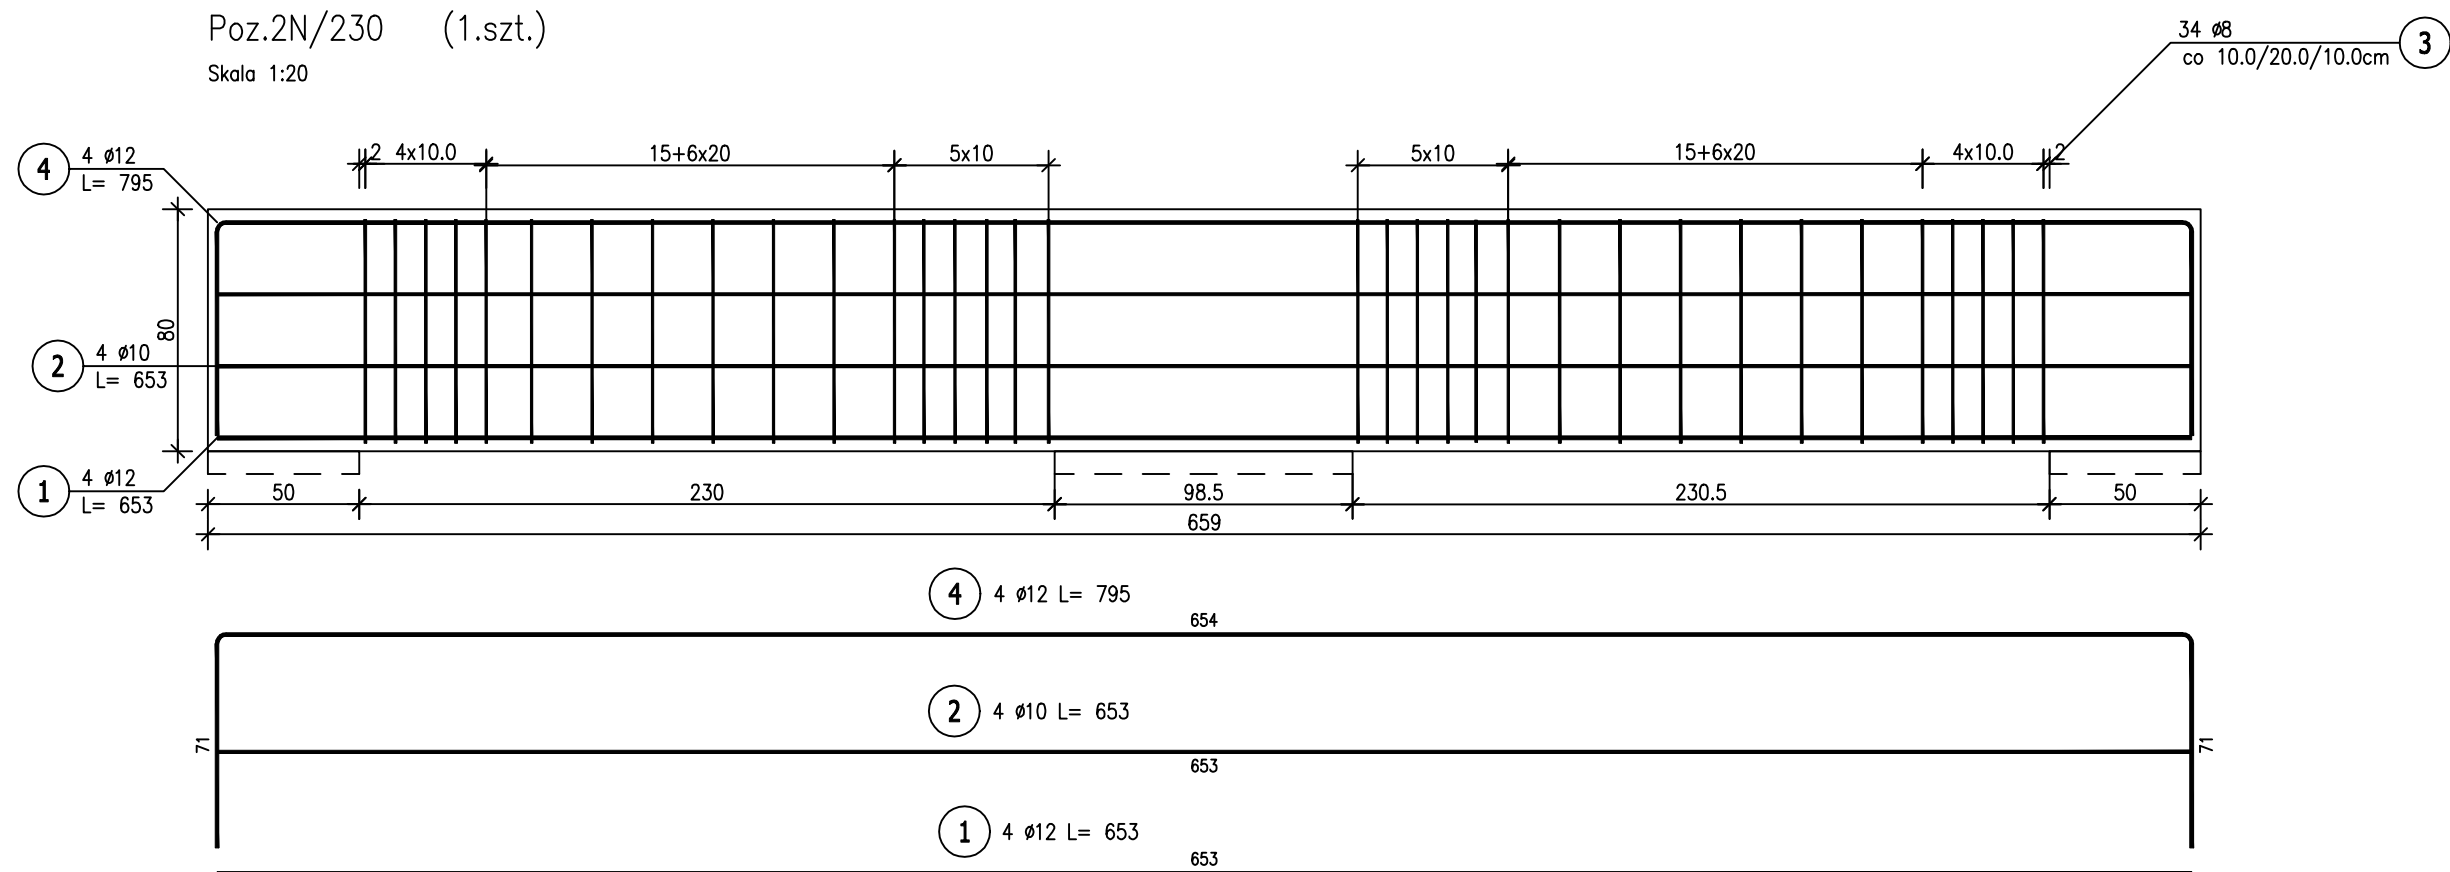 Poz.2N/230 (1.szt.)
Skala 1:20
34 ø8
co 10.0/20.0/10.0cm
3
2 4x10.0 15+6x20 5x10 5x10 15+6x20 4x10.0 2
4
4 ø12
L= 795
80
2
4 ø10
L= 653
1
4 ø12
L= 653
50 230 98.5 230.5 50
659
4 4 ø12 L= 795
654
2 4 ø10 L= 653
71 71
653
1 4 ø12 L= 653
653